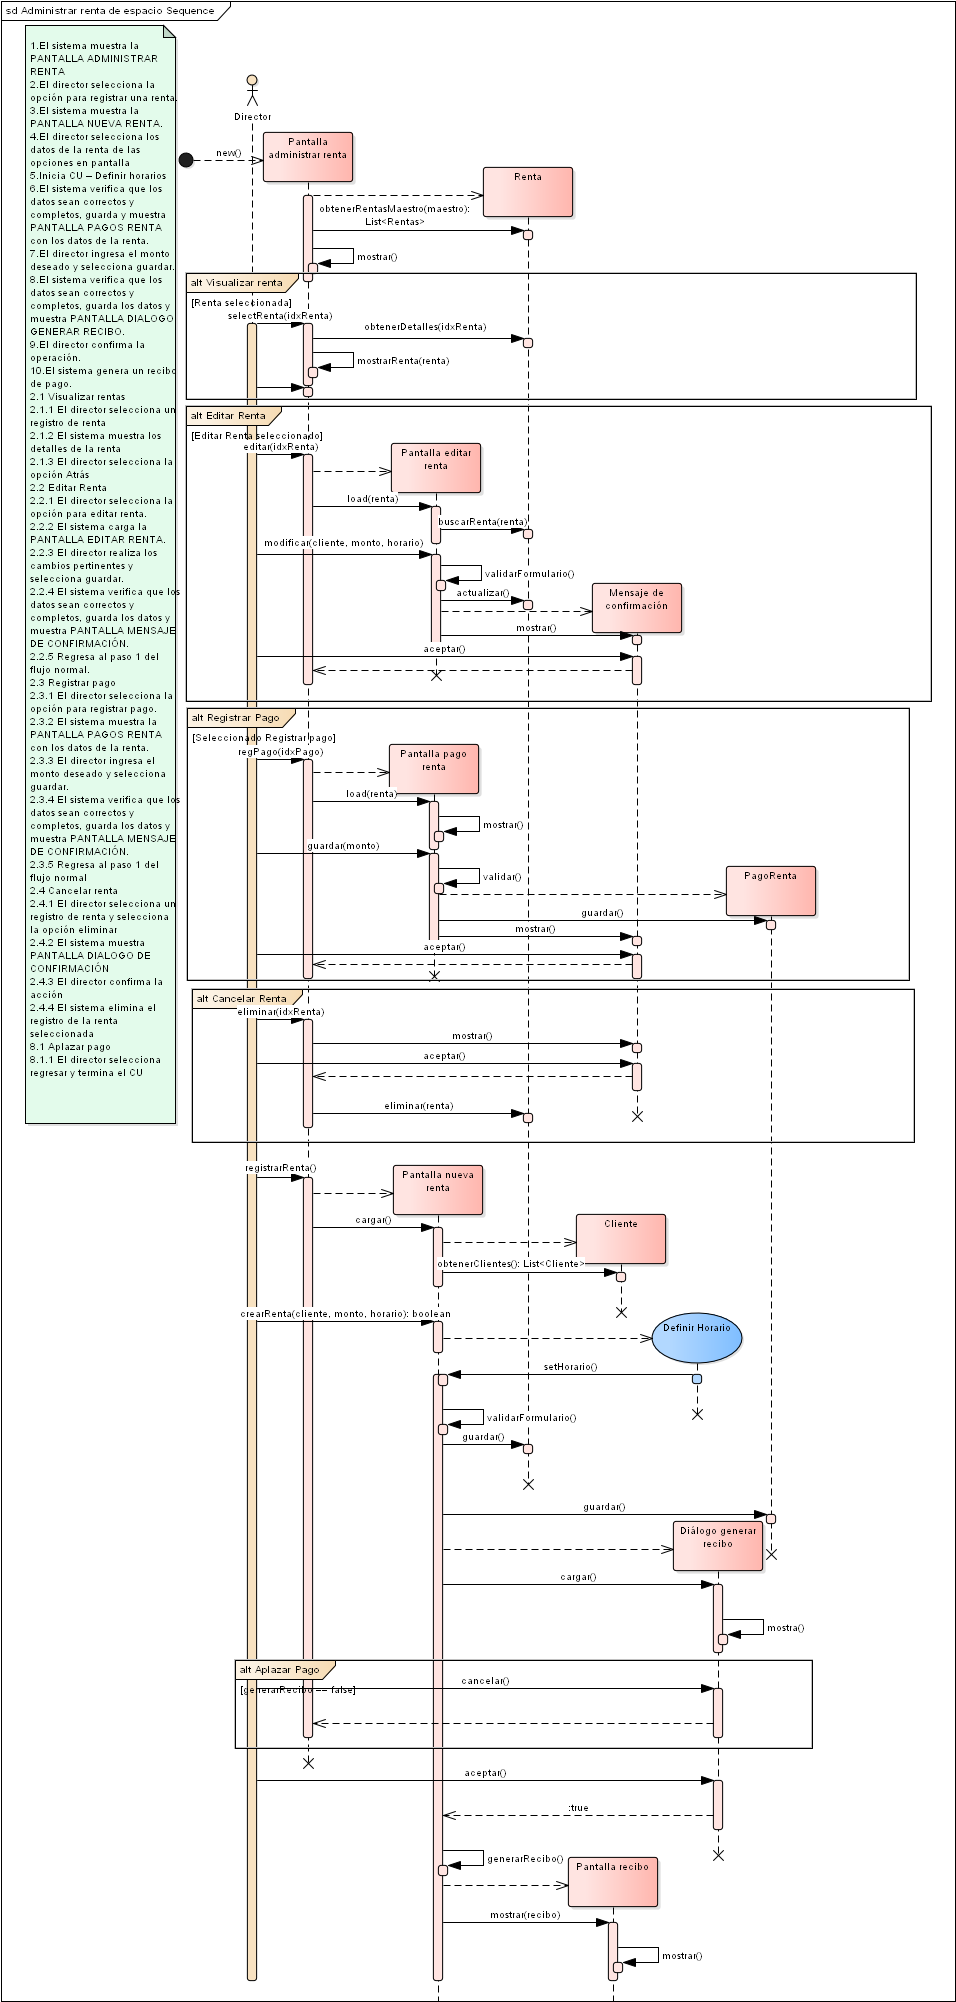 sd Administrar renta de espacio Sequence
1.El sistema muestra la
PANTALLA ADMINISTRAR
RENTA
2.El director selecciona la
opción para registrar una renta.
3.El sistema muestra la
PANTALLA NUEVA RENTA.
4.El director selecciona los
datos de la renta de las
opciones en pantalla
5.Inicia CU – Definir horarios
6.El sistema verifica que los
datos sean correctos y
completos, guarda y muestra
PANTALLA PAGOS RENTA
con los datos de la renta.
7.El director ingresa el monto
deseado y selecciona guardar.
8.El sistema verifica que los
datos sean correctos y
completos, guarda los datos y
muestra PANTALLA DIALOGO
GENERAR RECIBO.
9.El director confirma la
operación.
10.El sistema genera un recibo
de pago.
2.1 Visualizar rentas
2.1.1 El director selecciona un
registro de renta
2.1.2 El sistema muestra los
detalles de la renta
2.1.3 El director selecciona la
opción Atrás
2.2 Editar Renta
2.2.1 El director selecciona la
opción para editar renta.
2.2.2 El sistema carga la
PANTALLA EDITAR RENTA.
2.2.3 El director realiza los
cambios pertinentes y
selecciona guardar.
2.2.4 El sistema verifica que los
datos sean correctos y
completos, guarda los datos y
muestra PANTALLA MENSAJE
DE CONFIRMACIÓN.
2.2.5 Regresa al paso 1 del
flujo normal.
2.3 Registrar pago
2.3.1 El director selecciona la
opción para registrar pago.
2.3.2 El sistema muestra la
PANTALLA PAGOS RENTA
con los datos de la renta.
2.3.3 El director ingresa el
monto deseado y selecciona
guardar.
2.3.4 El sistema verifica que los
datos sean correctos y
completos, guarda los datos y
muestra PANTALLA MENSAJE
DE CONFIRMACIÓN.
2.3.5 Regresa al paso 1 del
flujo normal
2.4 Cancelar renta
2.4.1 El director selecciona un
registro de renta y selecciona
la opción eliminar
2.4.2 El sistema muestra
PANTALLA DIALOGO DE
CONFIRMACIÓN
2.4.3 El director confirma la
acción
2.4.4 El sistema elimina el
registro de la renta
seleccionada
8.1 Aplazar pago
8.1.1 El director selecciona
regresar y termina el CU
Director
Pantalla
administrar renta
new()
Renta
obtenerRentasMaestro(maestro):
List<Rentas>
mostrar()
alt Visualizar renta
[Renta seleccionada]
selectRenta(idxRenta)
obtenerDetalles(idxRenta)
mostrarRenta(renta)
alt Editar Renta
[Editar Renta seleccionado]
editar(idxRenta)
Pantalla editar
renta
load(renta)
buscarRenta(renta)
modificar(cliente, monto, horario)
validarFormulario()
actualizar()
Mensaje de
confirmación
mostrar()
aceptar()
alt Registrar Pago
[Seleccionado Registrar pago]
regPago(idxPago)
Pantalla pago
renta
load(renta)
mostrar()
guardar(monto)
validar()
PagoRenta
guardar()
mostrar()
aceptar()
alt Cancelar Renta
eliminar(idxRenta)
mostrar()
aceptar()
eliminar(renta)
registrarRenta()
Pantalla nueva
renta
cargar()
Cliente
obtenerClientes(): List<Cliente>
crearRenta(cliente, monto, horario): boolean
Definir Horario
setHorario()
validarFormulario()
guardar()
guardar()
Diálogo generar
recibo
cargar()
mostra()
alt Aplazar Pago
[generarRecibo == false]
cancelar()
aceptar()
:true
generarRecibo()
Pantalla recibo
mostrar(recibo)
mostrar()